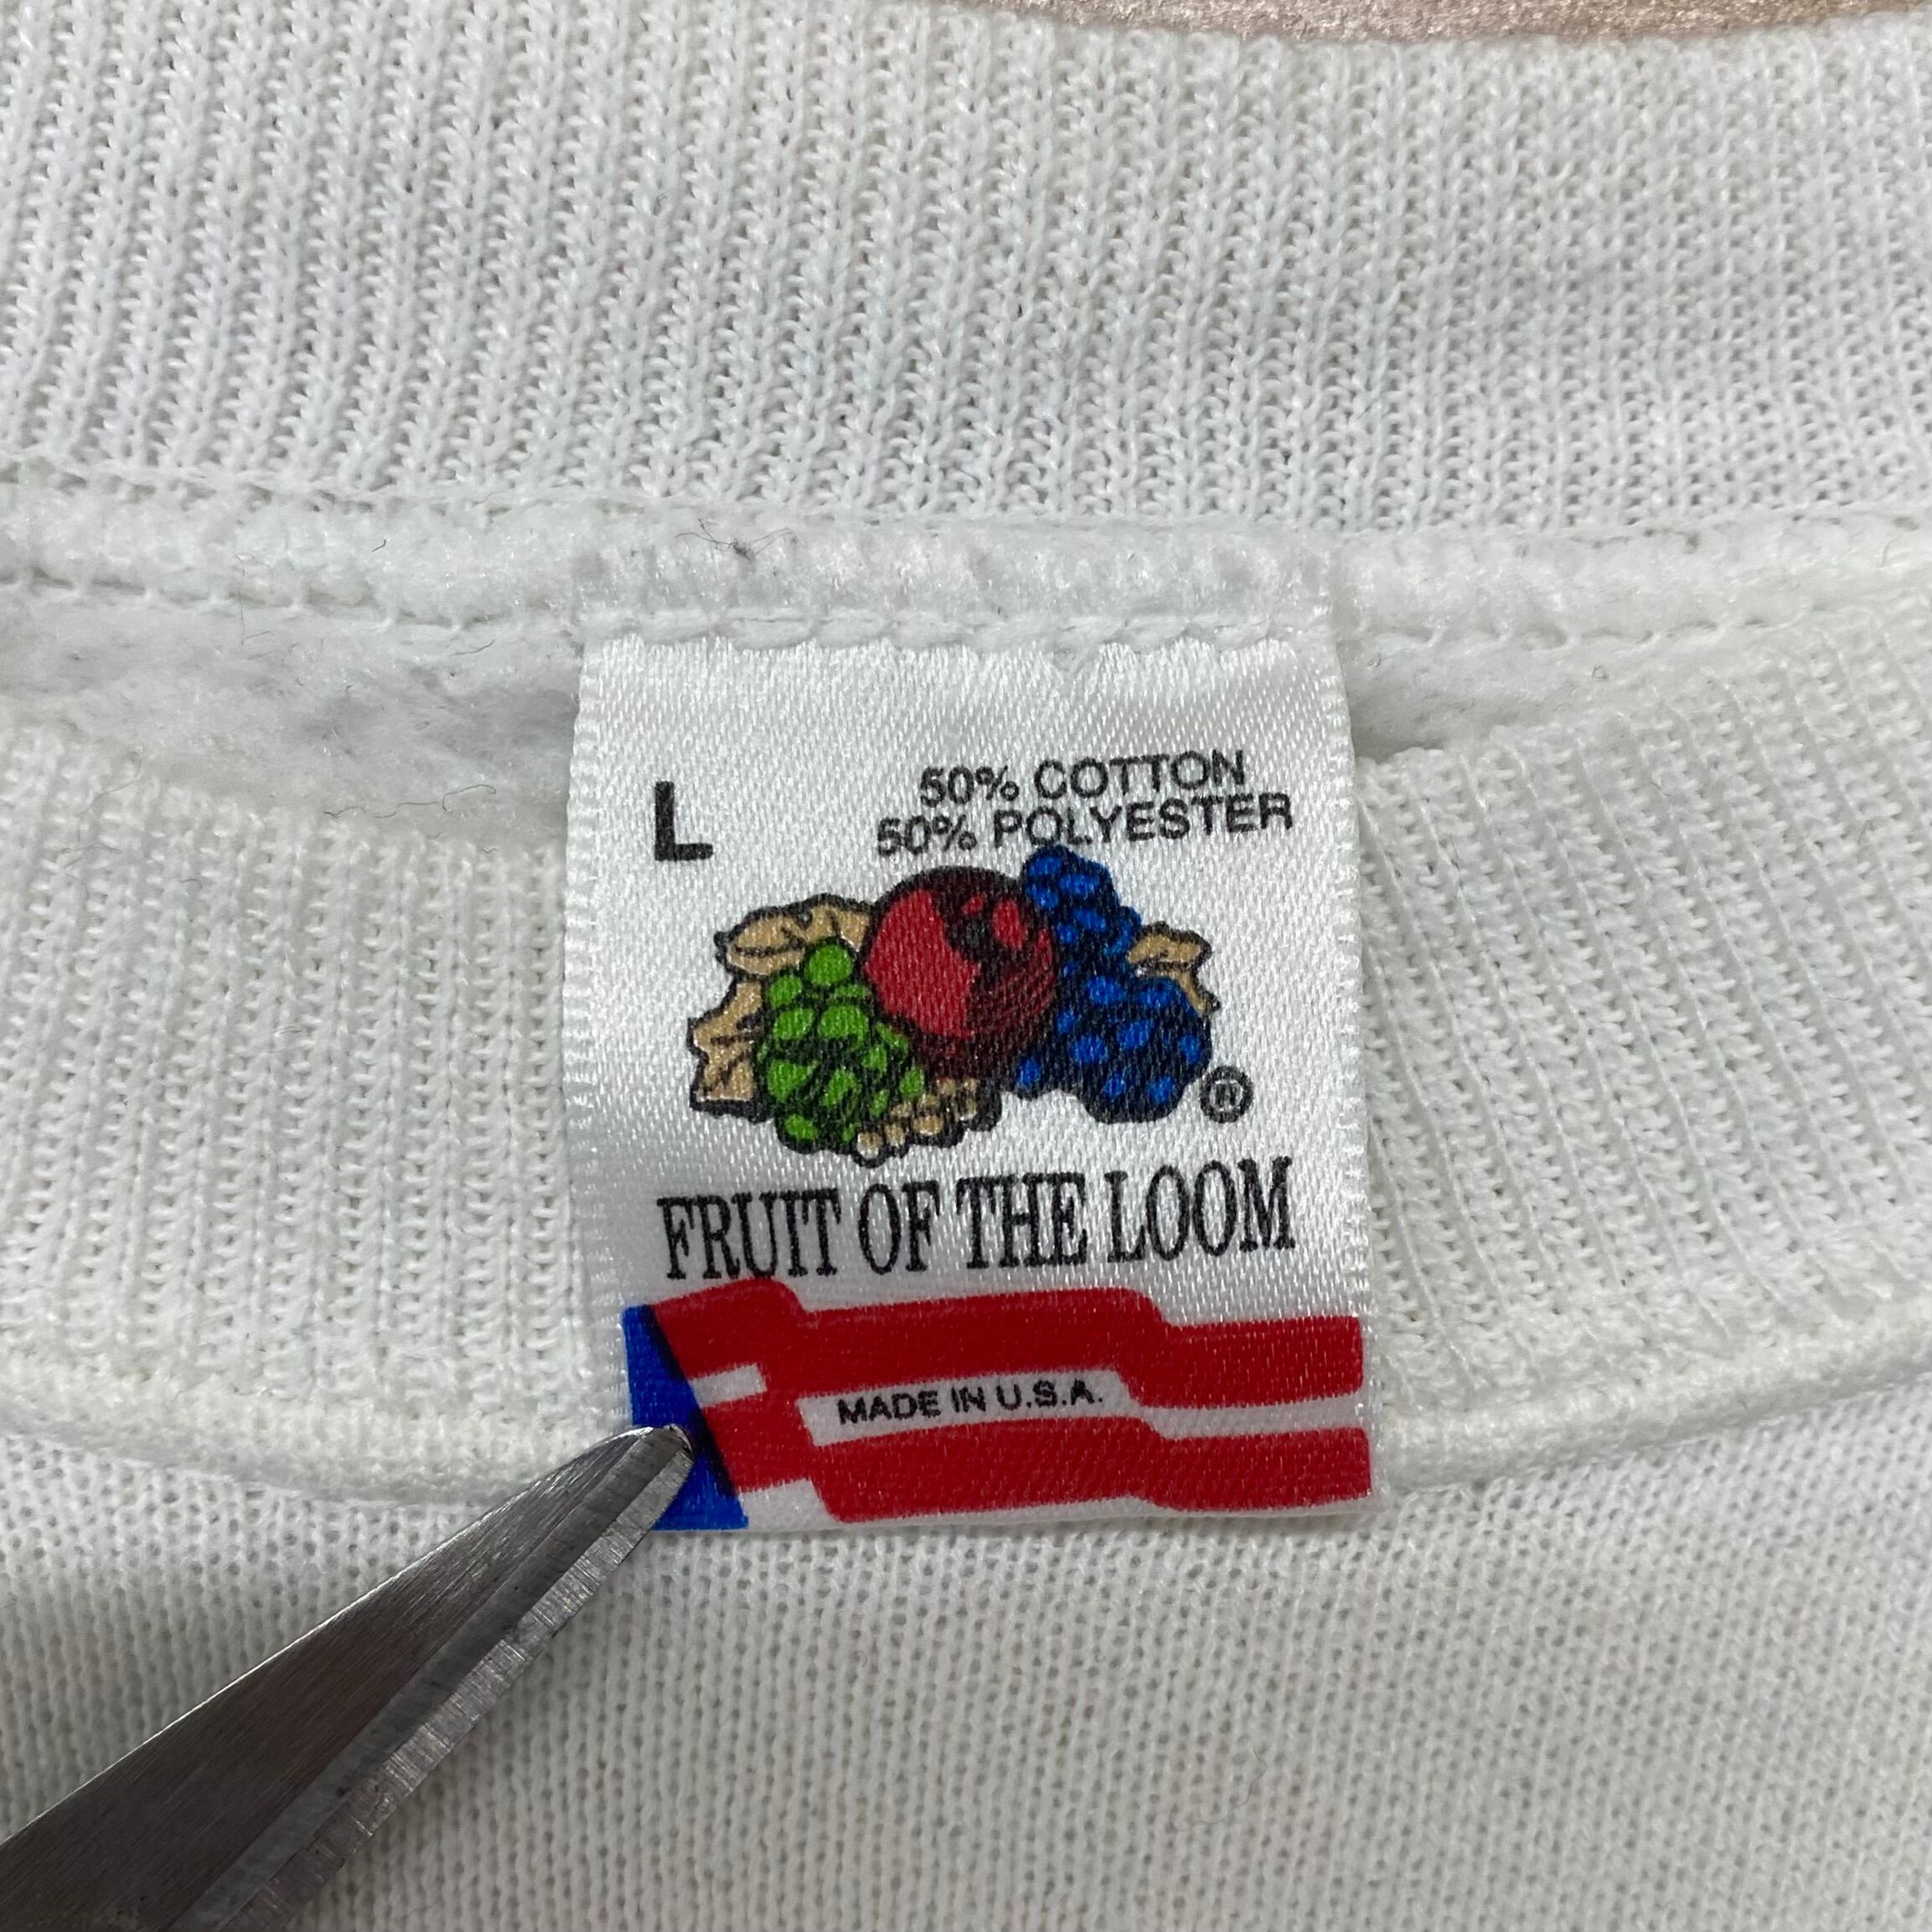 L
50% COTTON
50% POLYESTER
®
FRUIT OF THE LOOM
MADE IN U.S.A.